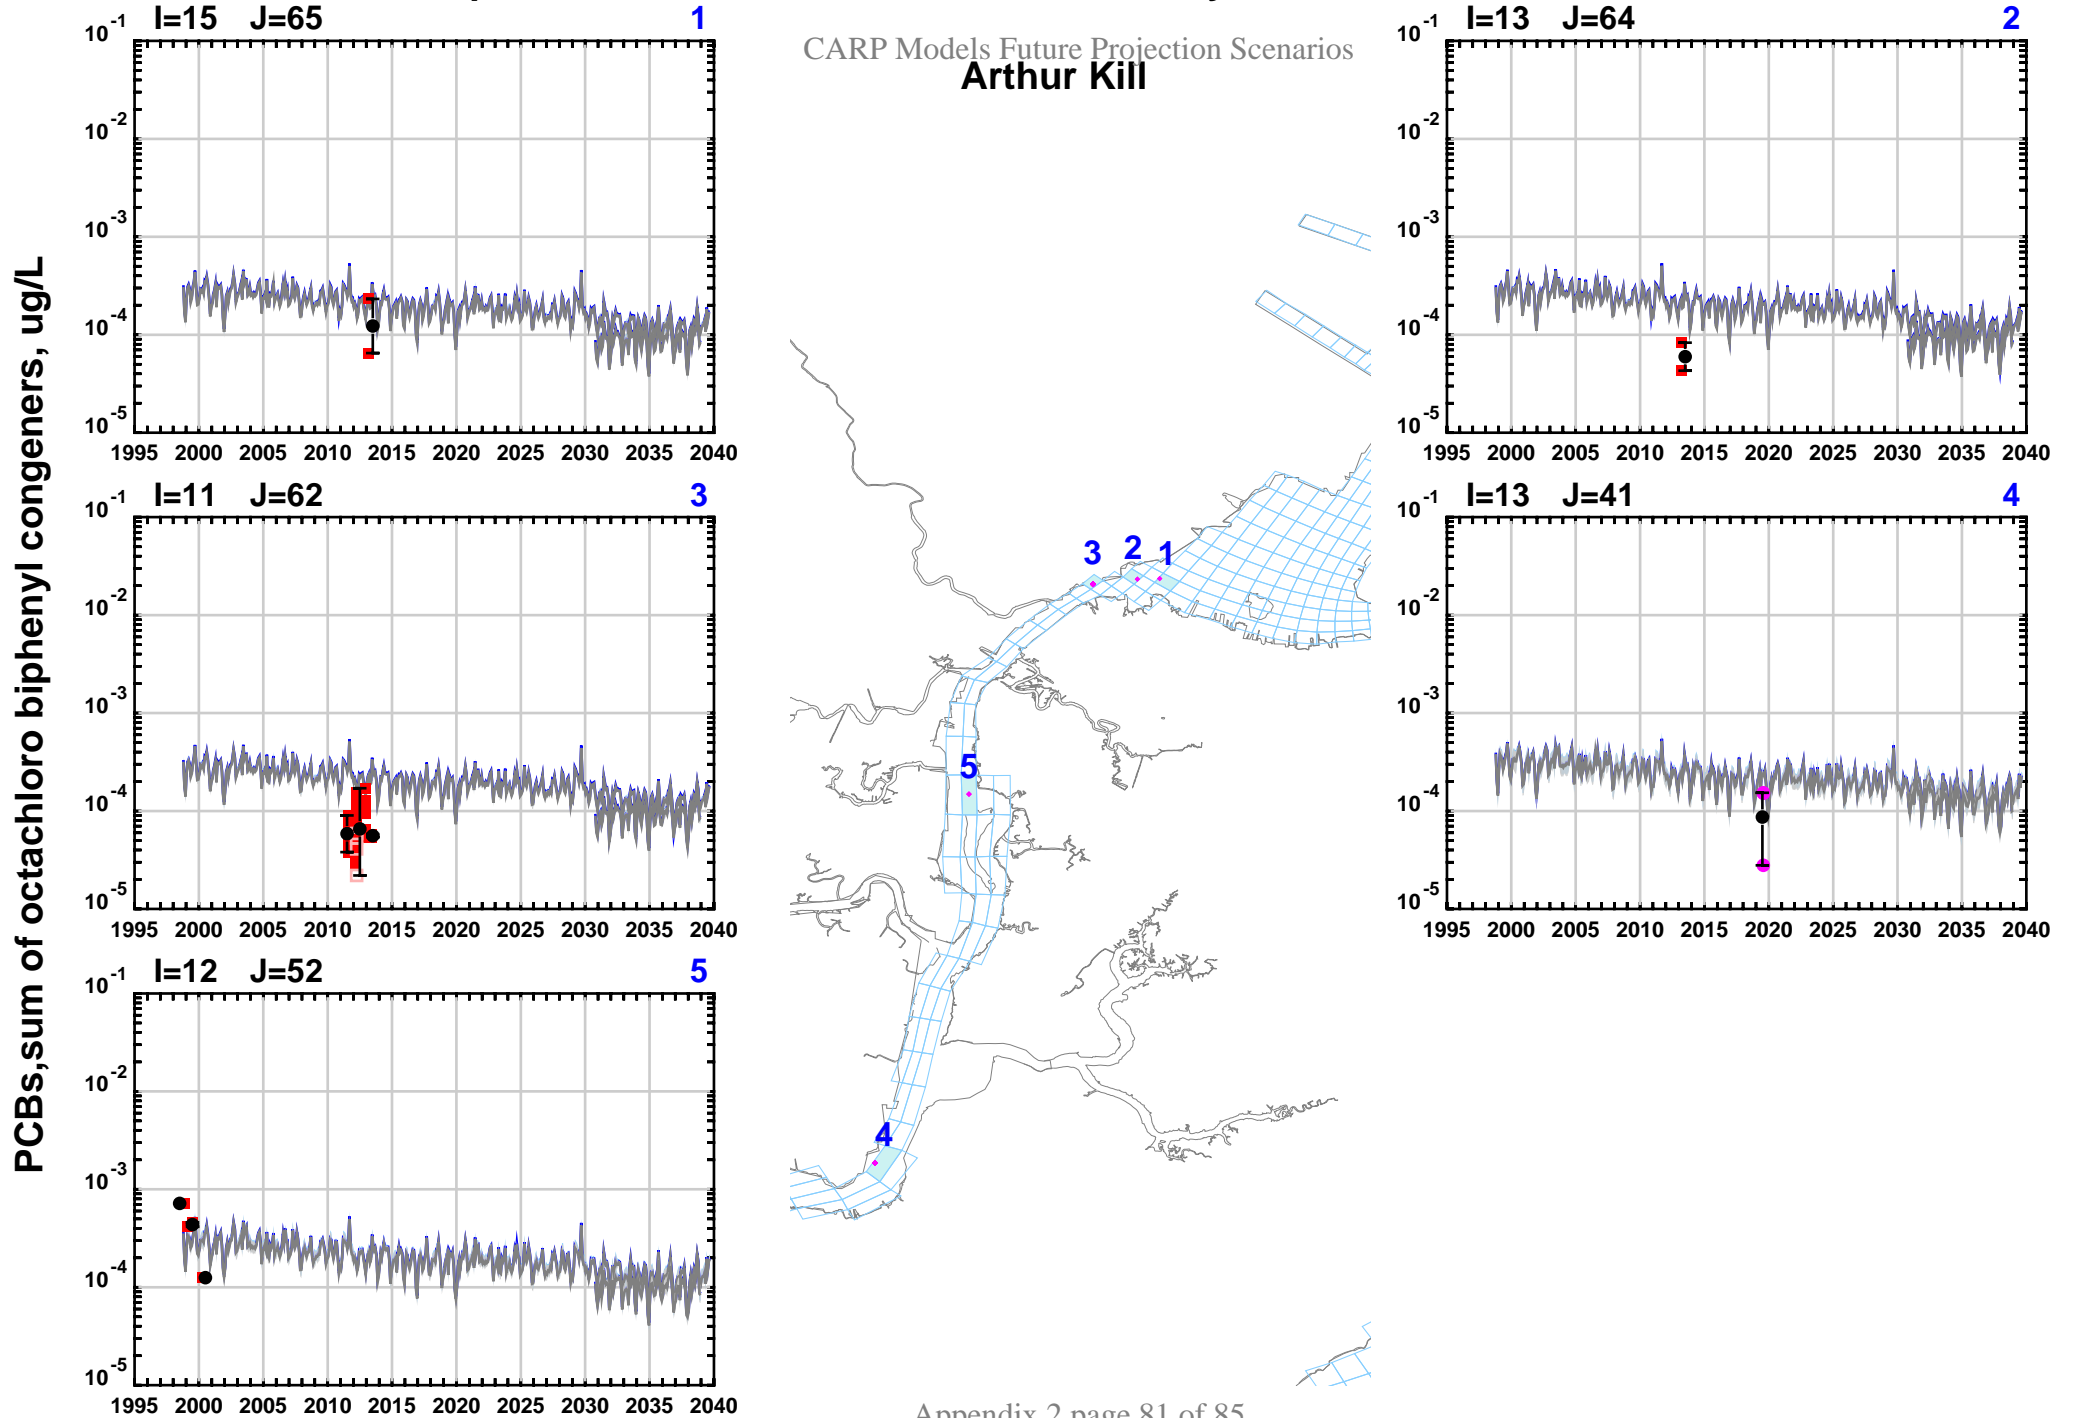 I=15 J=65 1
CARP Models Future Projection Scenarios
Arthur Kill
I=13 J=64 2
10-1
10-2
10-3
10-4
10-5
1995 2000 2005 2010 2015 2020 2025 2030 2035 2040
10-1
10-2
10-3
10-4
10-5
1995 2000 2005 2010 2015 2020 2025 2030 2035 2040
I=11 J=62 3
10-1
10-2
10-3
10-4
10-5
1995 2000 2005 2010 2015 2020 2025 2030 2035 2040
I=13 J=41 4
10-1
10-2
10-3
10-4
10-5
1995 2000 2005 2010 2015 2020 2025 2030 2035 2040
I=12 J=52 5
10-1
10-2
10-3
10-4
10-5
1995 2000 2005 2010 2015 2020 2025 2030 2035 2040
PCBs,sum of octachloro biphenyl congeners, ug/L
3 2 1
5
4
Appendix 2 page 81 of 85